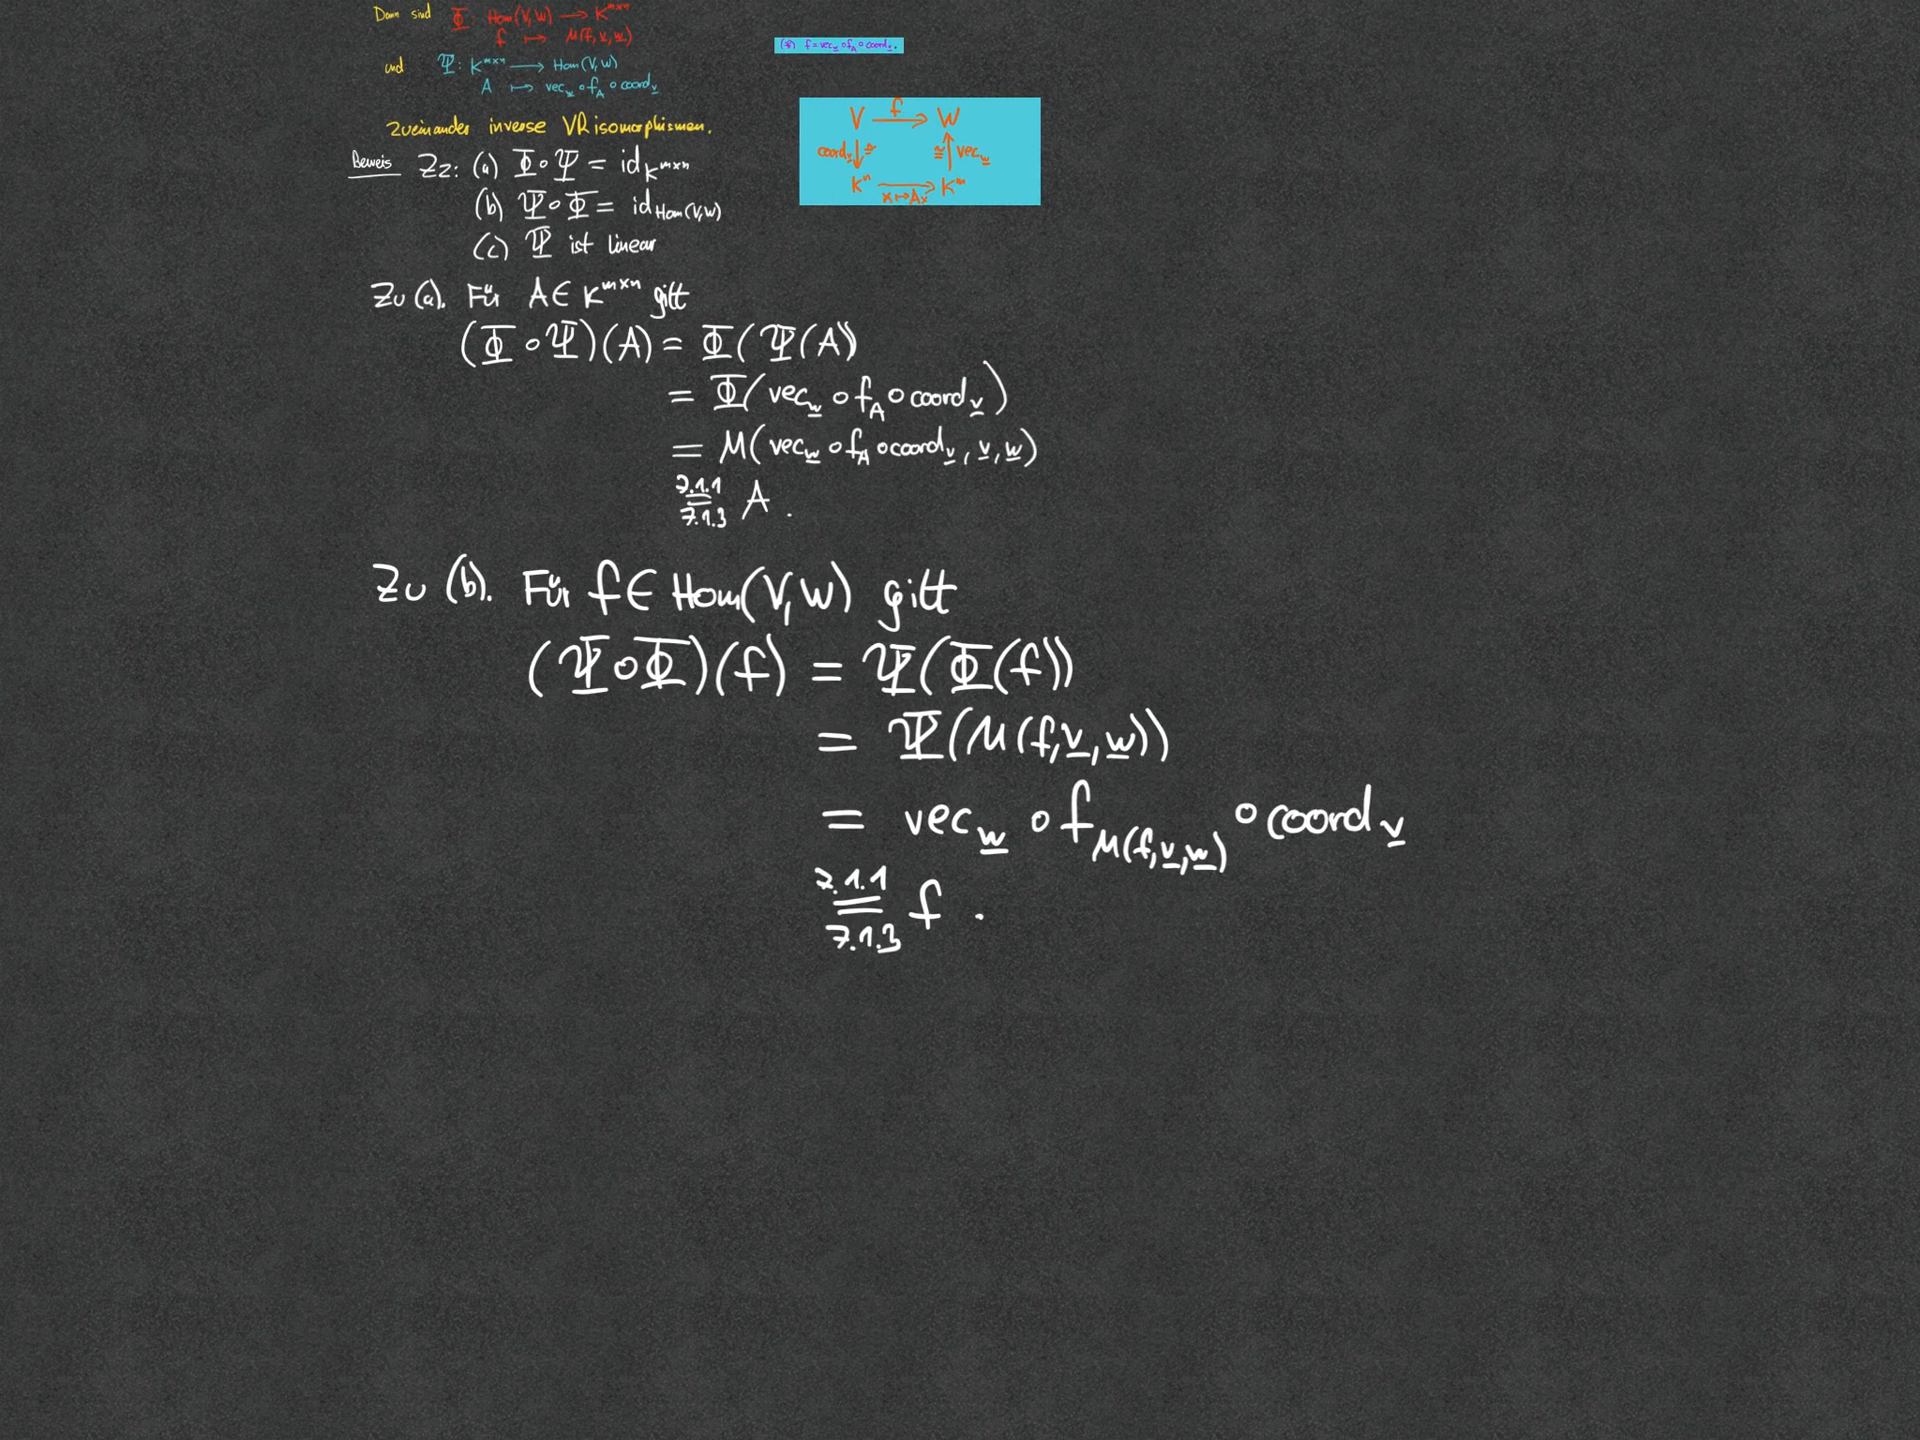 Dann sind Φ: Hom(V,W) → K^{m×n}
f ↦ M(f,v,w)
und Ψ: K^{m×n} → Hom(V,W)
A ↦ vec_w ∘ f_A ∘ coord_v
zueinander inverse VRisomorphismen.
(*) f = vec_w ∘ f_A ∘ coord_v.
V →^f W
coord_v ↓ ≅ ≅ ↑ vec_w
K^n → K^m
x ↦ Ax
Beweis Zz: (a) Φ∘Ψ = id_{K^{m×n}}
(b) Ψ∘Φ = id_{Hom(V,W)}
(c) Ψ ist linear
Zu (a). Für A ∈ K^{m×n} gilt
(Φ∘Ψ)(A) = Φ(Ψ(A))
= Φ(vec_w ∘ f_A ∘ coord_v)
= M(vec_w ∘ f_A ∘ coord_v, v, w)
7.1.1
= A.
7.1.3
Zu (b). Für f ∈ Hom(V,W) gilt
(Ψ∘Φ)(f) = Ψ(Φ(f))
= Ψ(M(f,v,w))
= vec_w ∘ f_{M(f,v,w)} ∘ coord_v
7.1.1
= f.
7.1.3